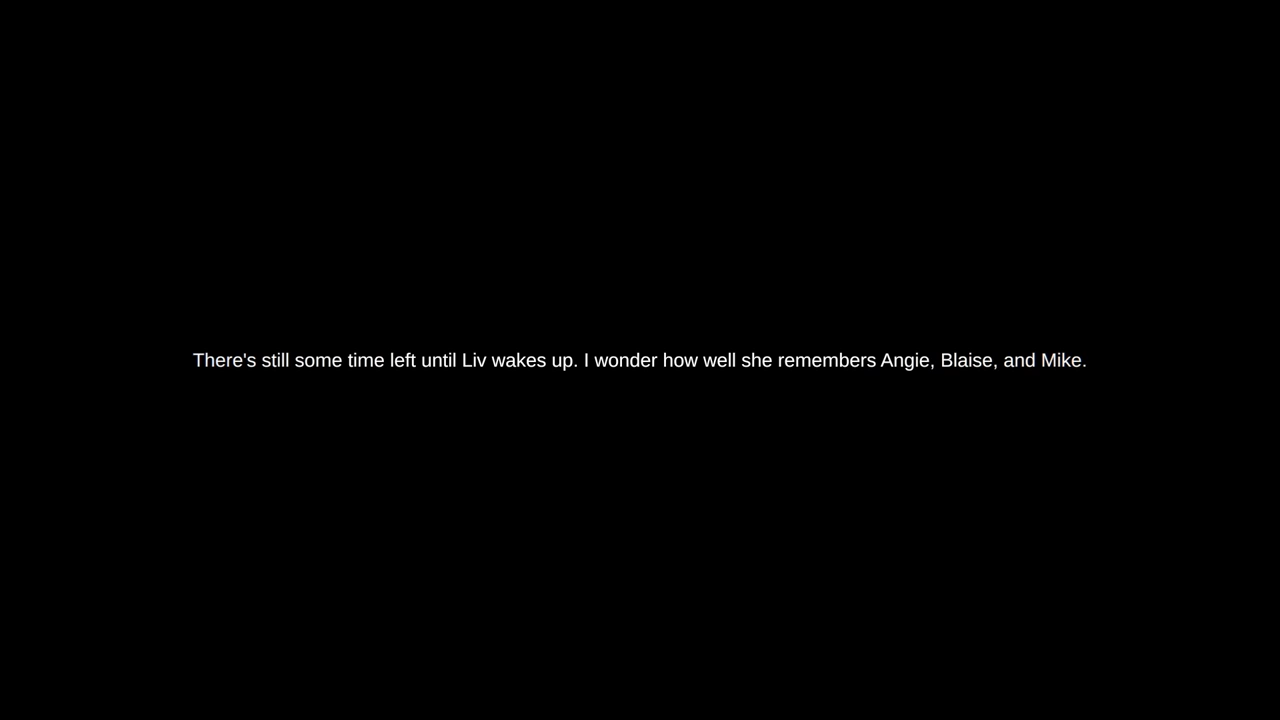 There's still some time left until Liv wakes up. I wonder how well she remembers Angie, Blaise, and Mike.